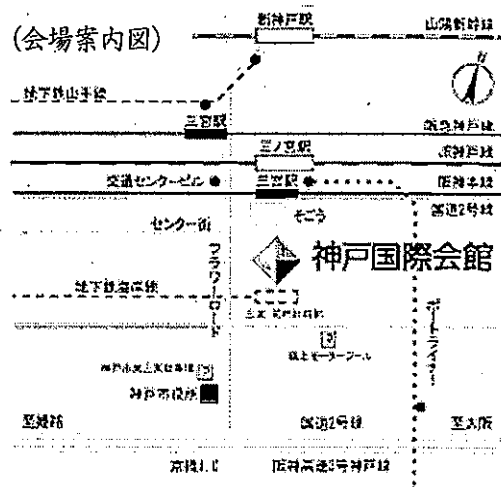 (会場案内図)
新神戸駅
山陽新幹線
地下鉄山手線
三宮駅
阪急神戸線
三ノ宮駅
JR神戸線
交通センタービル
三宮駅
阪神本線
国道2号線
センター街
そごう
フラワーロード
神戸国際会館
地下鉄海岸線
ポートライナー
神戸市役所
至姫路
国道2号線
至大阪
京橋I.C
阪神高速3号神戸線